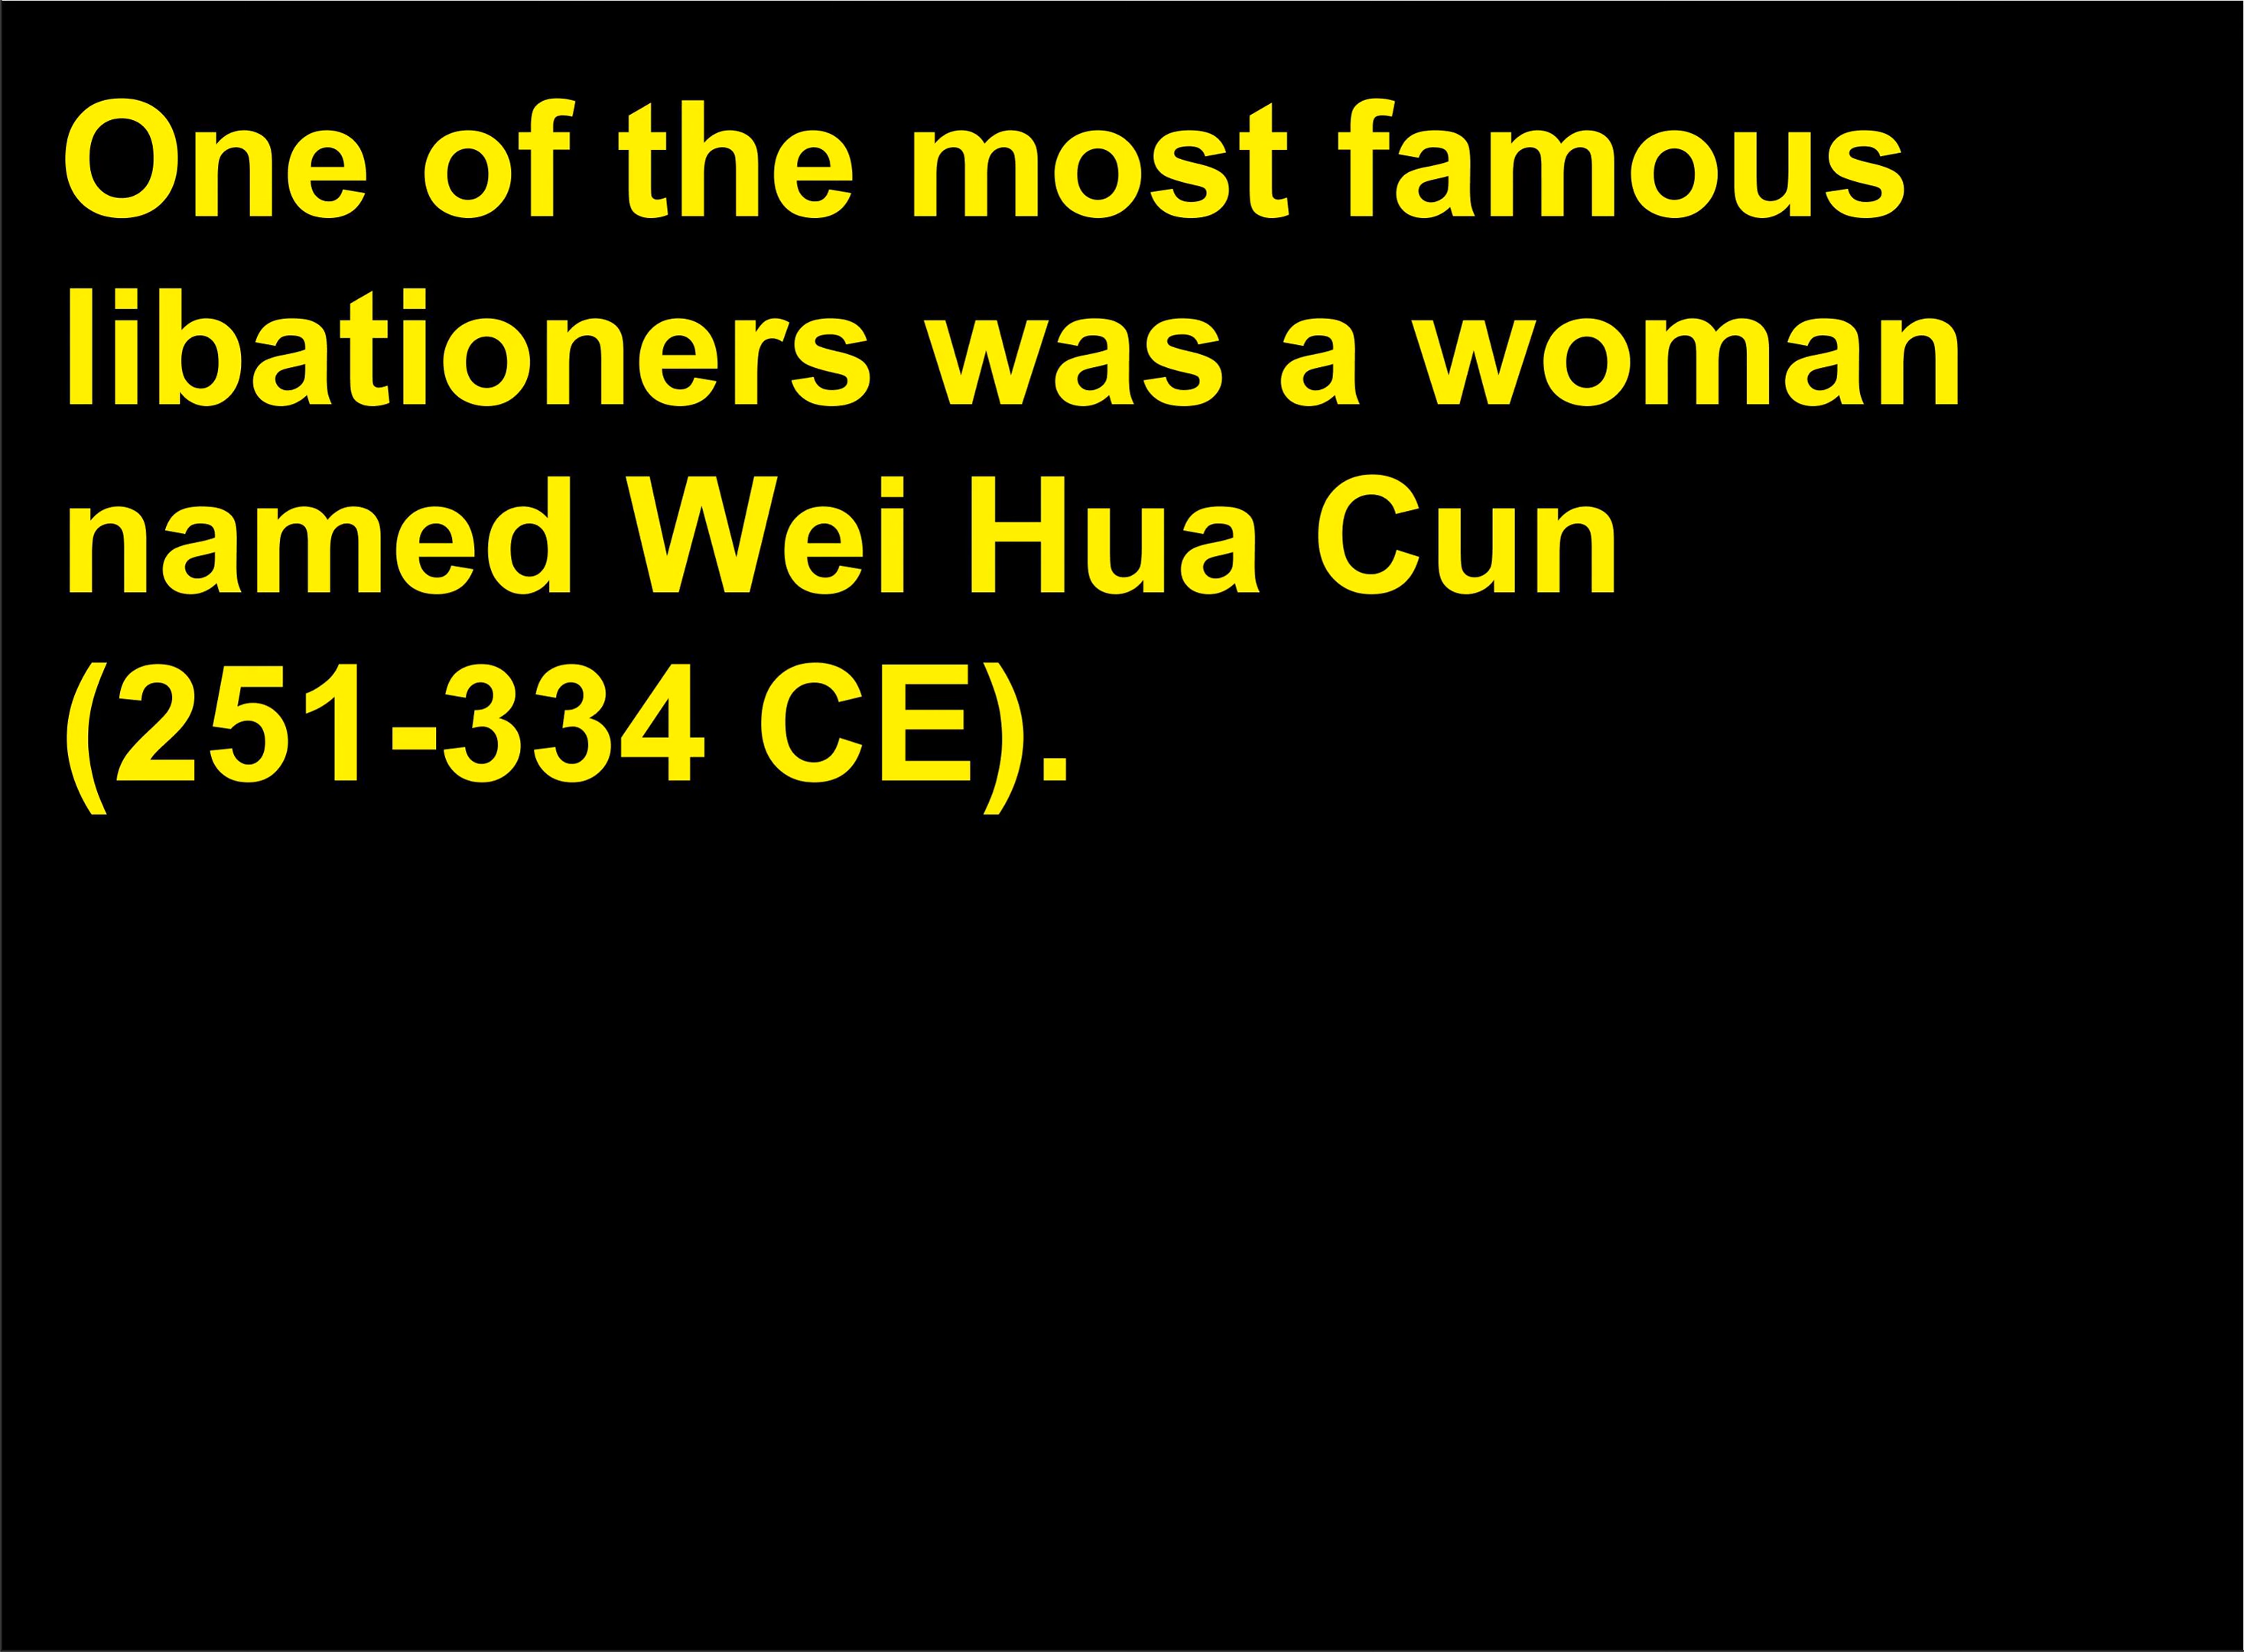 One of the most famous
libationers was a woman
named Wei Hua Cun
(251-334 CE).